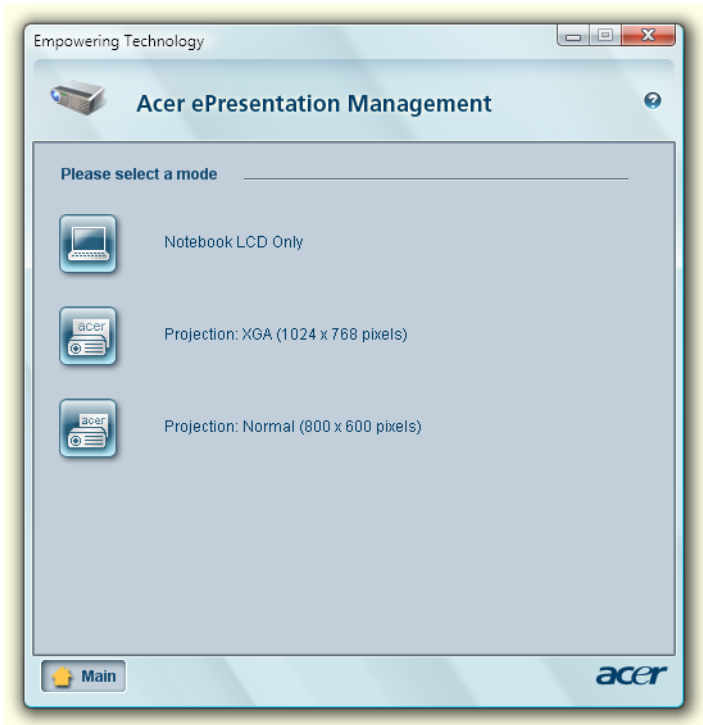 Empowering Technology
Acer ePresentation Management
?
Please select a mode
Notebook LCD Only
acer
Projection: XGA (1024 x 768 pixels)
acer
Projection: Normal (800 x 600 pixels)
Main
acer